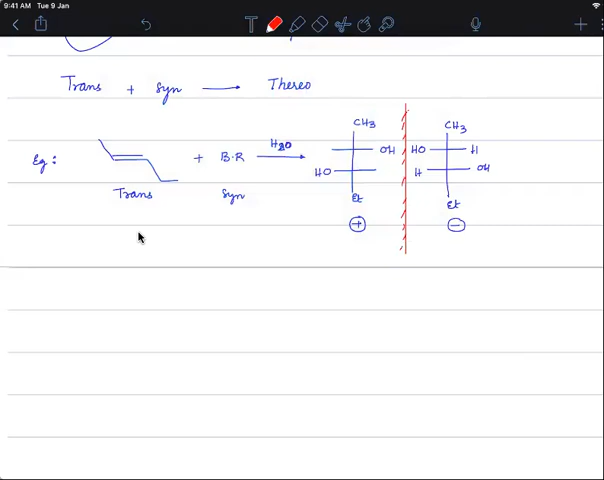 9:41 AM Tue 9 Jan
T
Trans + Syn → Thereo
Eg : + B.R H2O →
Trans Syn
CH3 CH3
OH HO H
HO H OH
Et Et
+ −